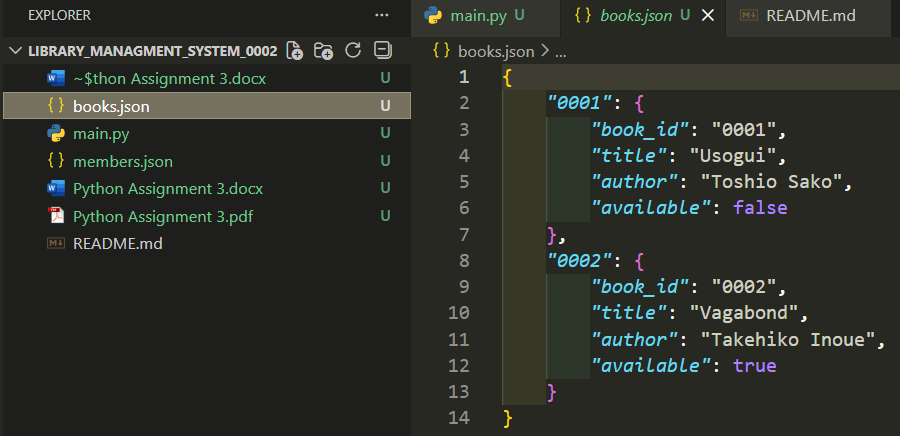 EXPLORER ...
LIBRARY_MANAGMENT_SYSTEM_0002
~$thon Assignment 3.docx U
{} books.json U
main.py U
{} members.json U
Python Assignment 3.docx U
Python Assignment 3.pdf U
README.md
main.py U {} books.json U README.md
{} books.json > ...
1 {
2     "0001": {
3         "book_id": "0001",
4         "title": "Usogui",
5         "author": "Toshio Sako",
6         "available": false
7     },
8     "0002": {
9         "book_id": "0002",
10         "title": "Vagabond",
11         "author": "Takehiko Inoue",
12         "available": true
13     }
14 }